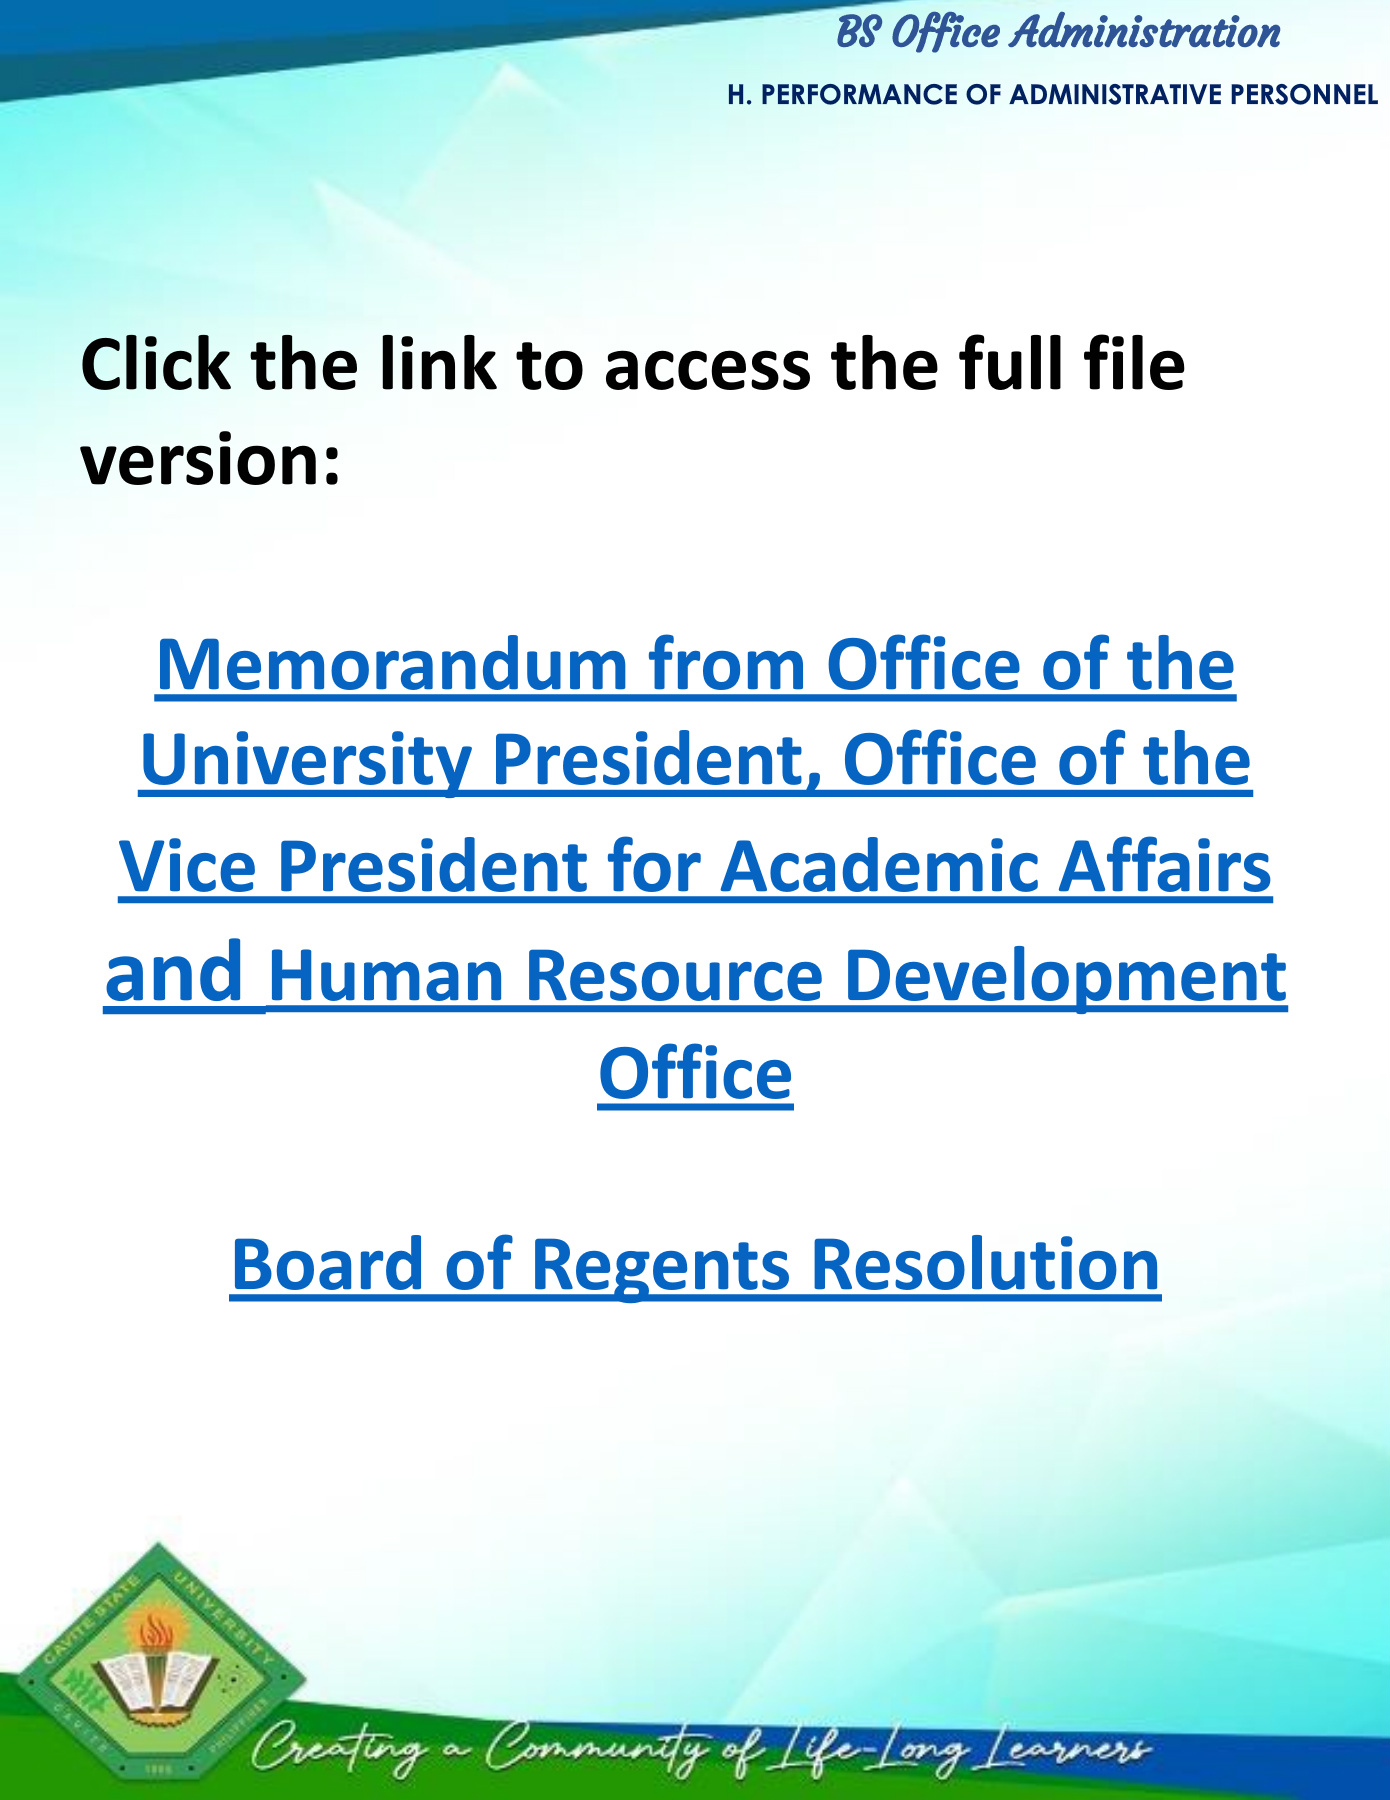 BS Office Administration
H. PERFORMANCE OF ADMINISTRATIVE PERSONNEL
Click the link to access the full file
version:
Memorandum from Office of the
University President, Office of the
Vice President for Academic Affairs
and Human Resource Development
Office
Board of Regents Resolution
CAVITE STATE UNIVERSITY
CAVITE
PHILIPPINES
1906
Creating a Community of Life-Long Learners